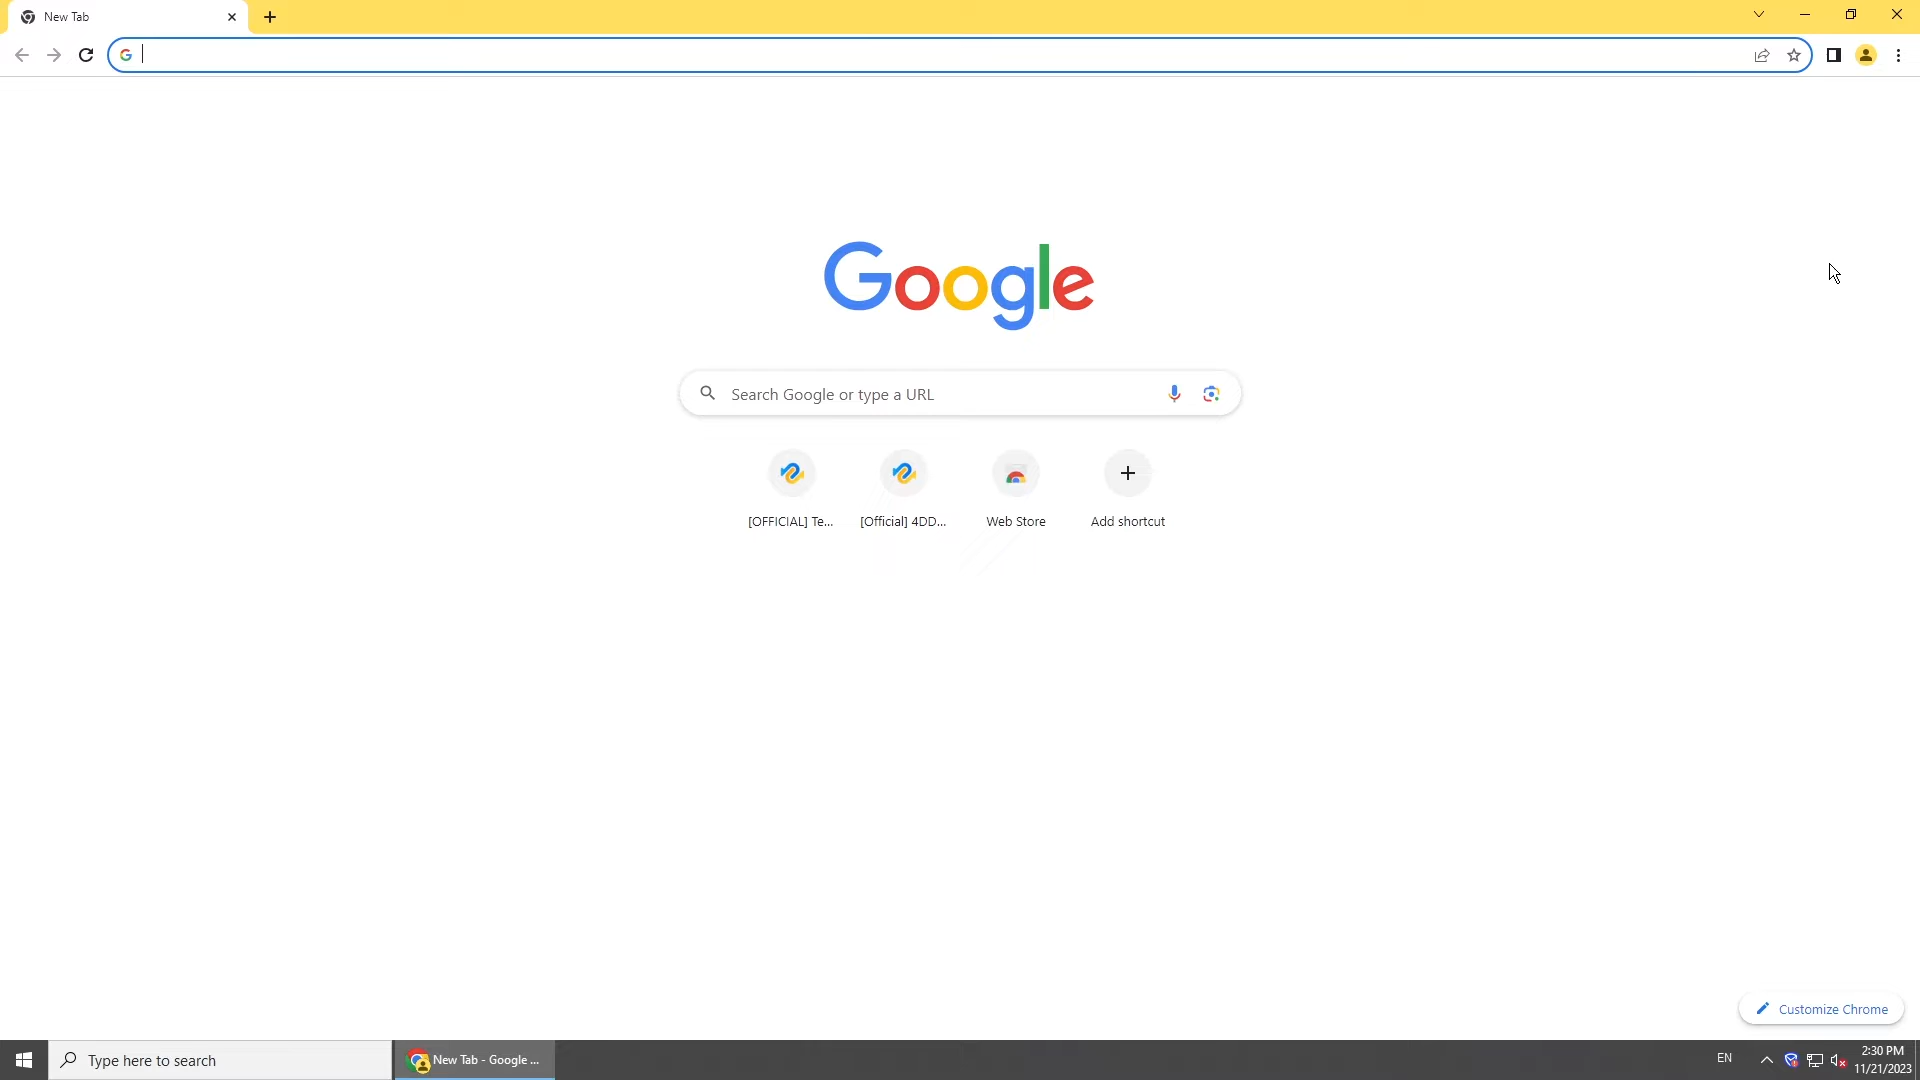 New Tab
Google
Search Google or type a URL
[OFFICIAL] Te...
[Official] 4DD...
Web Store
Add shortcut
Customize Chrome
Type here to search
New Tab - Google ...
EN
2:30 PM
11/21/2023